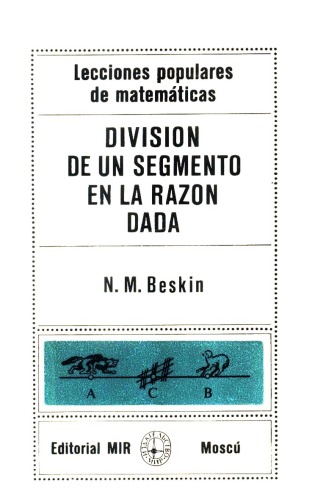 Lecciones populares
de matemáticas
DIVISION
DE UN SEGMENTO
EN LA RAZON
DADA
N. M. Beskin
A C B
Editorial MIR Moscú